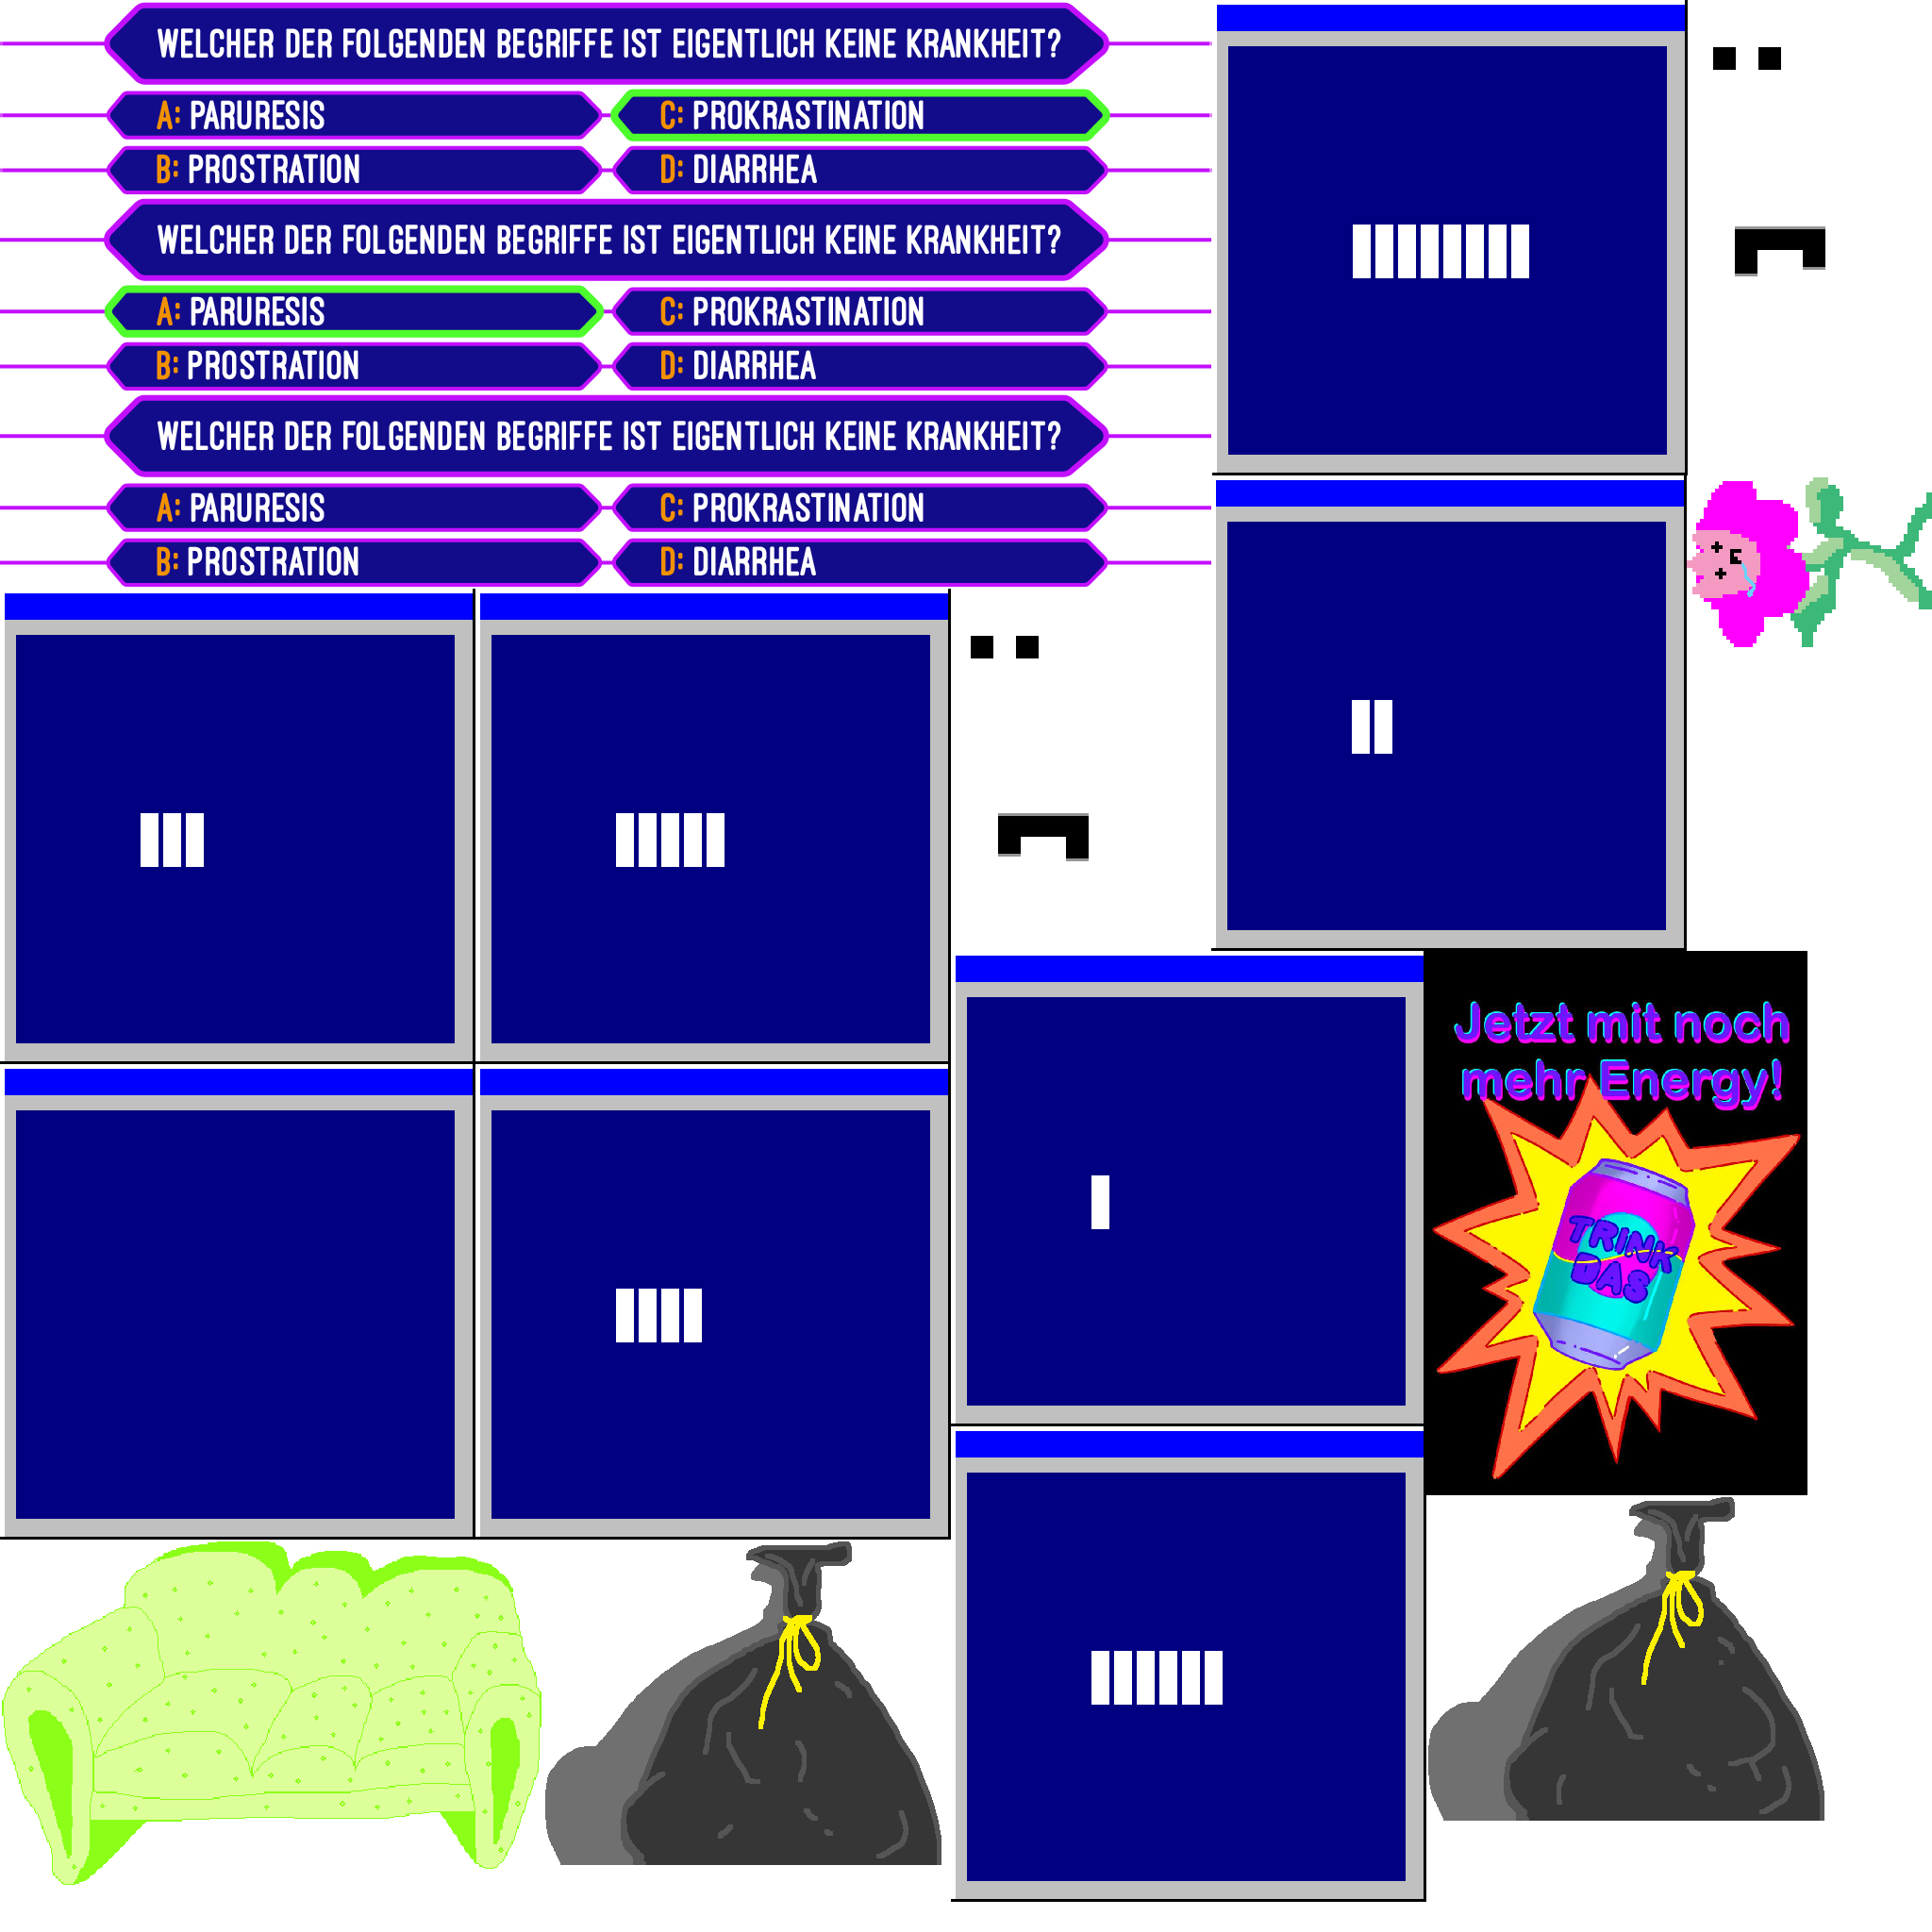 WELCHER DER FOLGENDEN BEGRIFFE IST EIGENTLICH KEINE KRANKHEIT?
A: PARURESIS
C: PROKRASTINATION
B: PROSTRATION
D: DIARRHEA
WELCHER DER FOLGENDEN BEGRIFFE IST EIGENTLICH KEINE KRANKHEIT?
A: PARURESIS
C: PROKRASTINATION
B: PROSTRATION
D: DIARRHEA
WELCHER DER FOLGENDEN BEGRIFFE IST EIGENTLICH KEINE KRANKHEIT?
A: PARURESIS
C: PROKRASTINATION
B: PROSTRATION
D: DIARRHEA
Jetzt mit noch
mehr Energy!
TRINK
DAS